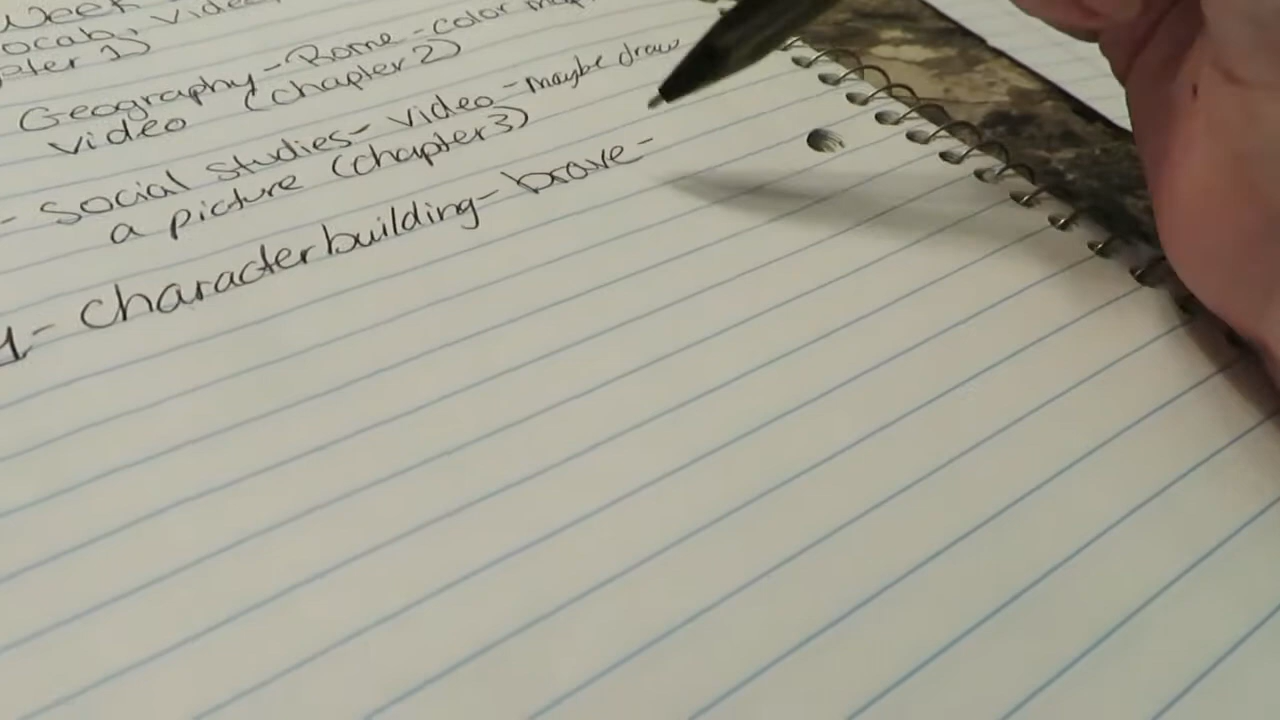 Week
ocab, video
pter 1)
Geography - Rome - color map
video (chapter 2)
- Social Studies - video - maybe draw
a picture (chapter 3)
4 - Character building - brave -